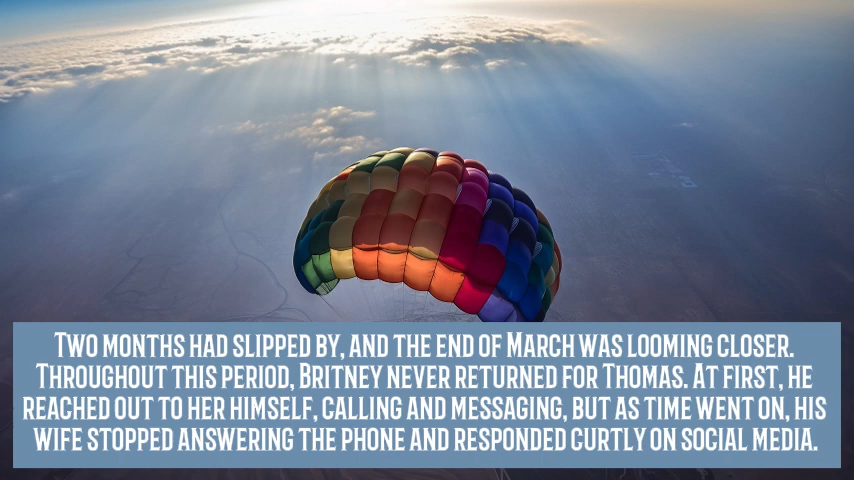 Two months had slipped by, and the end of March was looming closer.
Throughout this period, Britney never returned for Thomas. At first, he
reached out to her himself, calling and messaging, but as time went on, his
wife stopped answering the phone and responded curtly on social media.